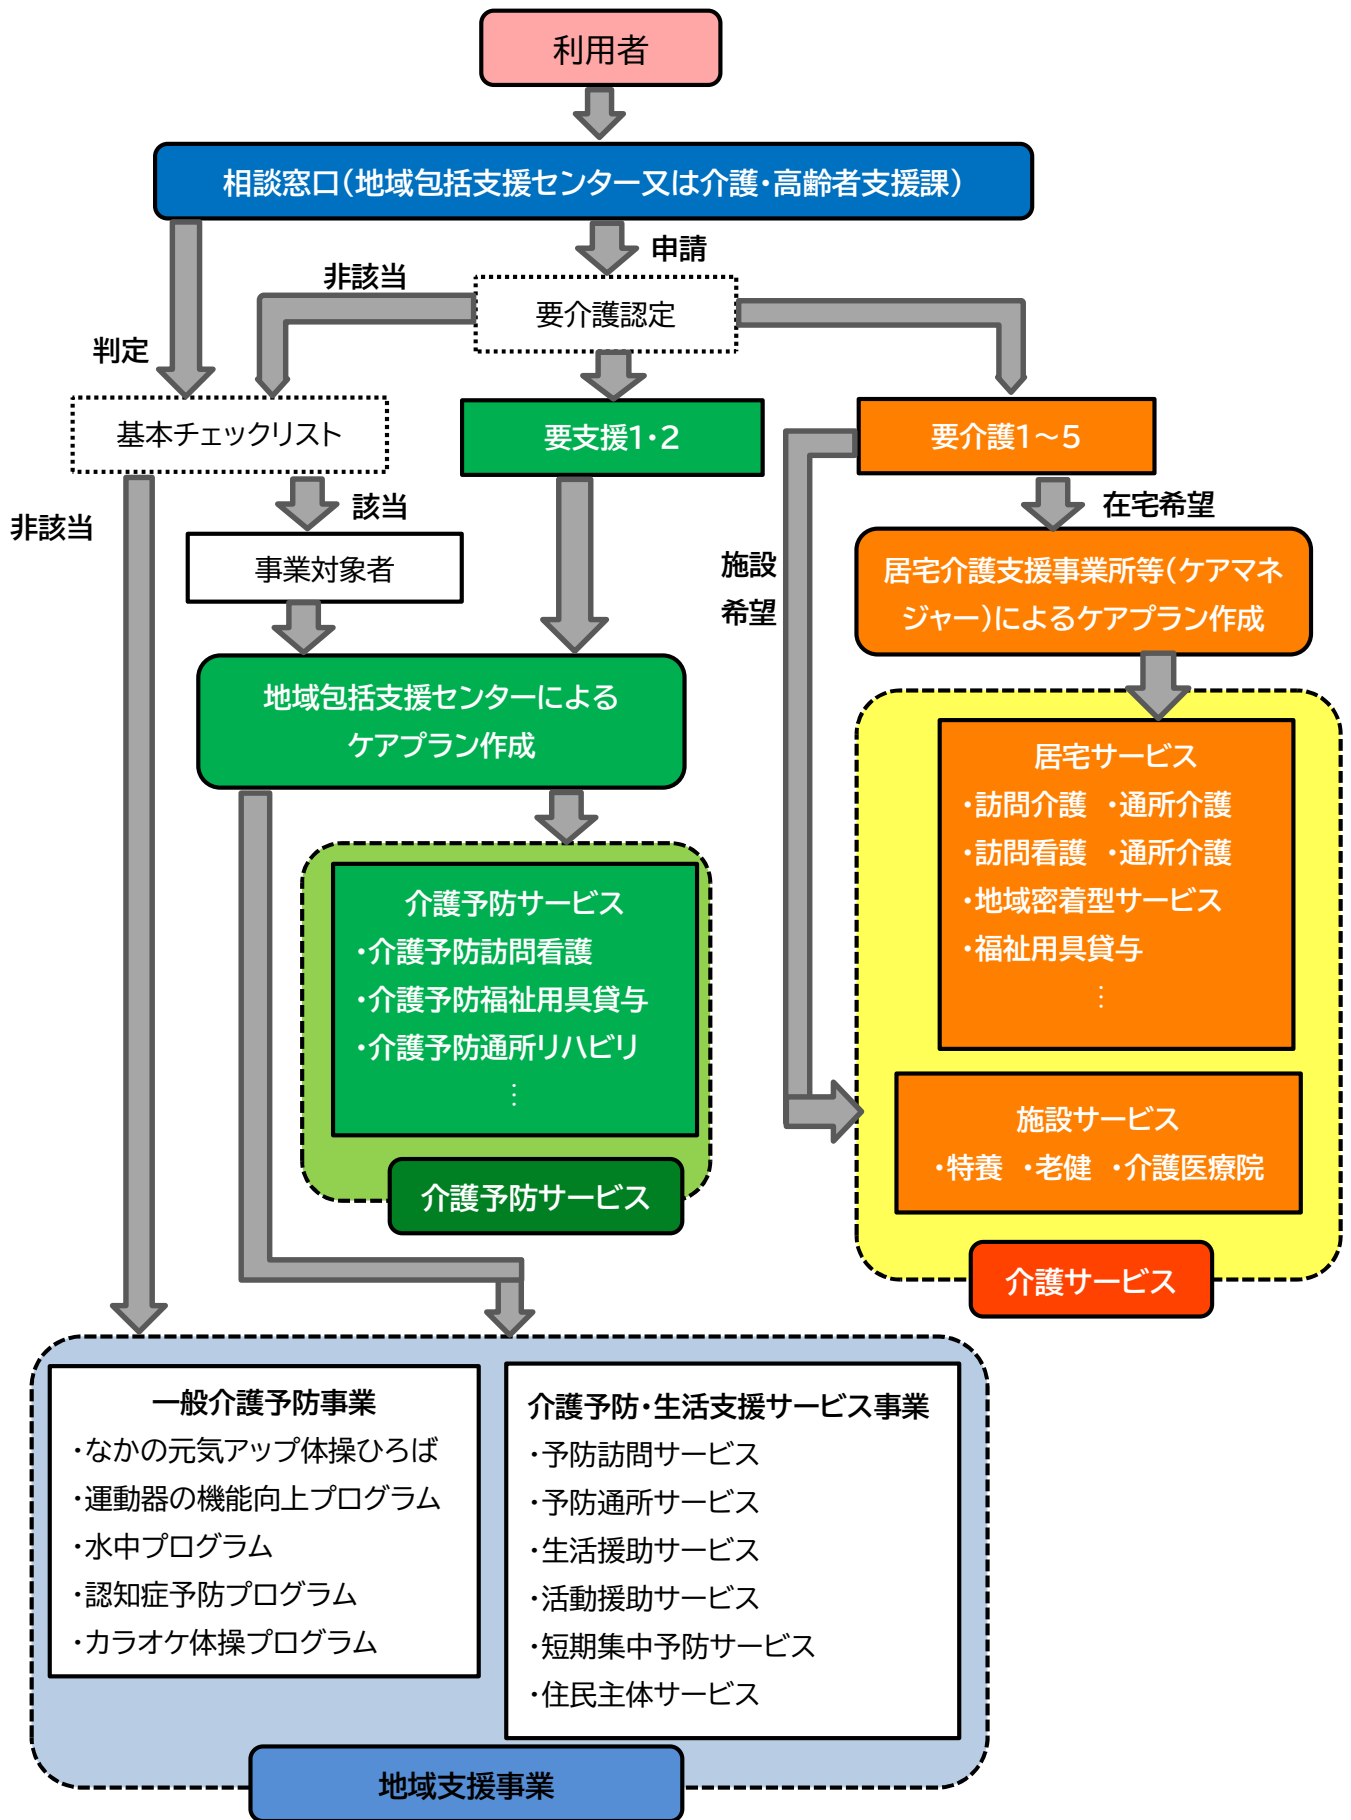 利用者
相談窓口(地域包括支援センター又は介護・高齢者支援課)
申請
非該当
要介護認定
判定
基本チェックリスト
要支援1・2
要介護1～5
非該当
該当
在宅希望
事業対象者
施設
希望
居宅介護支援事業所等(ケアマネ
ジャー)によるケアプラン作成
地域包括支援センターによる
ケアプラン作成
居宅サービス
・訪問介護 ・通所介護
・訪問看護 ・通所介護
・地域密着型サービス
・福祉用具貸与
⋮
介護予防サービス
・介護予防訪問看護
・介護予防福祉用具貸与
・介護予防通所リハビリ
⋮
介護予防サービス
施設サービス
・特養 ・老健 ・介護医療院
介護サービス
一般介護予防事業
・なかの元気アップ体操ひろば
・運動器の機能向上プログラム
・水中プログラム
・認知症予防プログラム
・カラオケ体操プログラム
介護予防・生活支援サービス事業
・予防訪問サービス
・予防通所サービス
・生活援助サービス
・活動援助サービス
・短期集中予防サービス
・住民主体サービス
地域支援事業